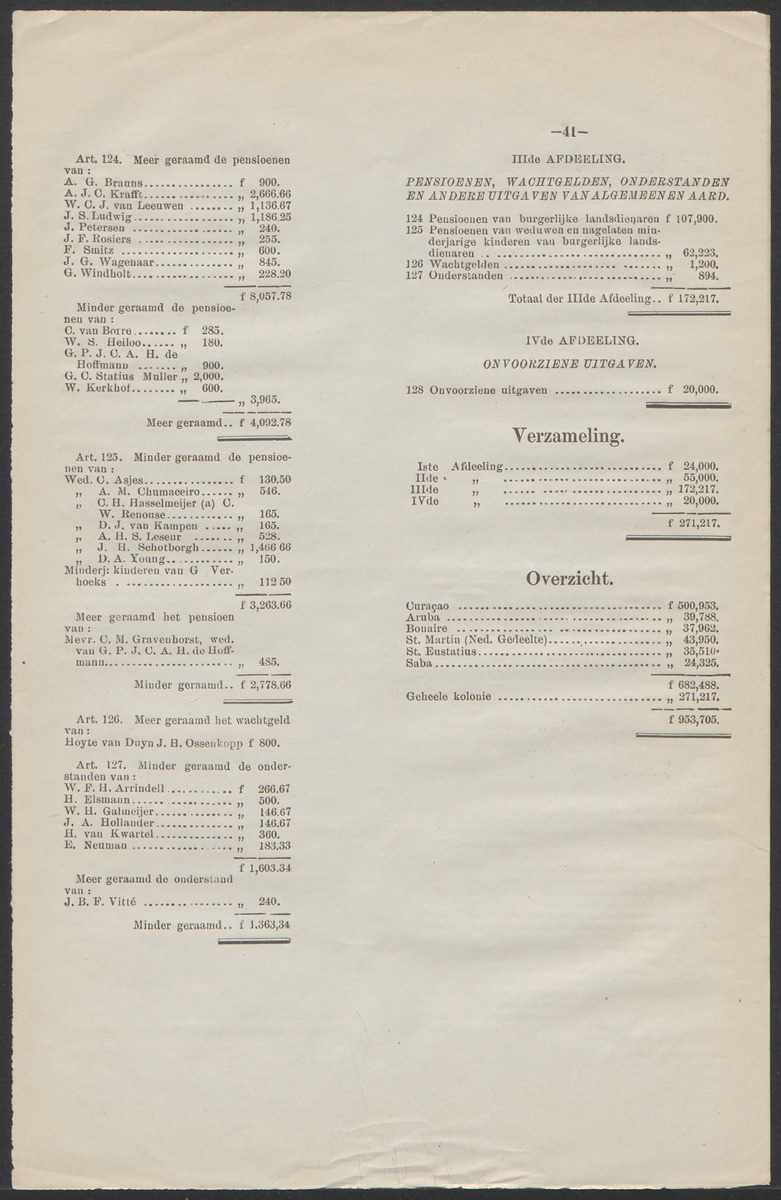 —41—
Art. 124. Meer geraamd de pensioenen
van :
A. G. Branns................ f 900.
A. J. C. Krafft................ „ 2,666.66
W. C. J. van Leeuwen ........ „ 1,136.67
J. S. Ludwig .................. „ 1,186.25
J. Petersen .................. „ 240.
J. F. Rosiers .................. „ 255.
F. Smitz .................... „ 600.
J. G. Wagenaar.............. „ 845.
G. Windholt.................. „ 228.20
f 8,057.78
Minder geraamd de pensioe-
nen van :
C. van Borre........ f 285.
W. S. Heiloo...... „ 180.
G. P. J. C. A. H. de
Hoffmann ....... „ 900.
G. C. Statius Muller „ 2,000.
W. Kerkhof........ „ 600.
„ 3,965.
Meer geraamd.. f 4,092.78
Art. 125. Minder geraamd de pensioe-
nen van :
Wed. C. Asjes................ f 130.50
„ A. M. Chumaceiro...... „ 546.
„ C. H. Hasselmeijer (a) C.
W. Renonse............ „ 165.
„ D. J. van Kampen ..... „ 165.
„ A. H. S. Leseur ....... „ 528.
„ J. H. Schotborgh...... „ 1,466 66
„ D. A. Young............ „ 150.
Minderj: kinderen van G Ver-
hoeks .................... „ 112 50
f 3,263.66
Meer geraamd het pensioen
van :
Mevr. C. M. Gravenhorst, wed.
van G. P. J. C. A. H. de Hoff-
mann....................... „ 485.
Minder geraamd.. f 2,778.66
Art. 126. Meer geraamd het wachtgeld
van :
Hoyte van Duyn J. H. Ossenkopp f 800.
Art. 127. Minder geraamd de onder-
standen van :
W. F. H. Arrindell ............ f 266.67
H. Elsmann.................. „ 500.
W. H. Galmeijer.............. „ 146.67
J. A. Hollander.............. „ 146.67
H. van Kwartel.............. „ 360.
E. Neuman .................. „ 183.33
f 1,603.34
Meer geraamd de onderstand
van :
J. B. F. Vitté ................ „ 240.
Minder geraamd.. f 1.363,34
IIIde AFDEELING.
PENSIOENEN, WACHTGELDEN, ONDERSTANDEN
EN ANDERE UITGAVEN VAN ALGEMEENEN AARD.
124 Pensioenen van burgerlijke landsdienaren f 107,900.
125 Pensioenen van weduwen en nagelaten min-
derjarige kinderen van burgerlijke lands-
dienaren .............................. „ 62,223.
126 Wachtgelden ............................ „ 1,200.
127 Onderstanden ........................... „ 894.
Totaal der IIIde Afdeeling.. f 172,217.
IVde AFDEELING.
ONVOORZIENE UITGAVEN.
128 Onvoorziene uitgaven ................... f 20,000.
Verzameling.
Iste Afdeeling............................ f 24,000.
IIde „ ............................ „ 55,000.
IIIde „ ............................ „ 172,217.
IVde „ ............................ „ 20,000.
f 271,217.
Overzicht.
Curaçao .................................... f 500,953.
Aruba ...................................... „ 39,788.
Bonaire .................................... „ 37,962.
St. Martin (Ned. Gedeelte).................... „ 43,950.
St. Eustatius................................ „ 35,510.
Saba........................................ „ 24,325.
f 682,488.
Geheele kolonie ............................. „ 271,217.
f 953,705.